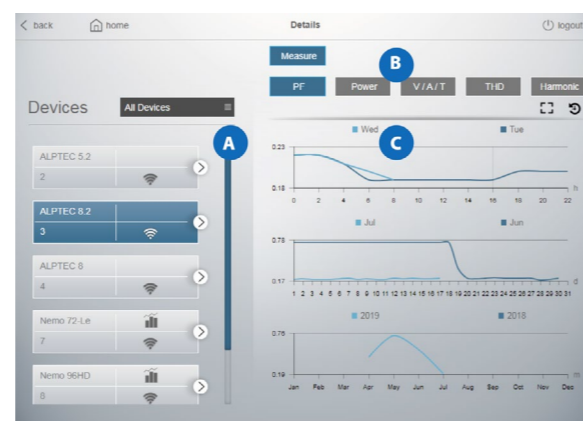 back home Details logout
Measure
B
PF Power V/A/T THD Harmonic
Devices All Devices
A
C
Wed Tue
0.23
0.18
0 2 4 6 8 10 12 14 16 18 20 22 h
Jul Jun
0.78
0.17
1 2 3 4 5 6 7 8 9 10 11 12 13 14 15 16 17 18 19 20 21 22 23 24 25 26 27 28 29 30 31 d
2019 2018
0.76
0.19
Jan Feb Mar Apr May Jun Jul Aug Sep Oct Nov Dec m
ALPTEC 5.2
2
ALPTEC 8.2
3
ALPTEC 8
4
Nemo 72-Le
7
Nemo 96HD
8